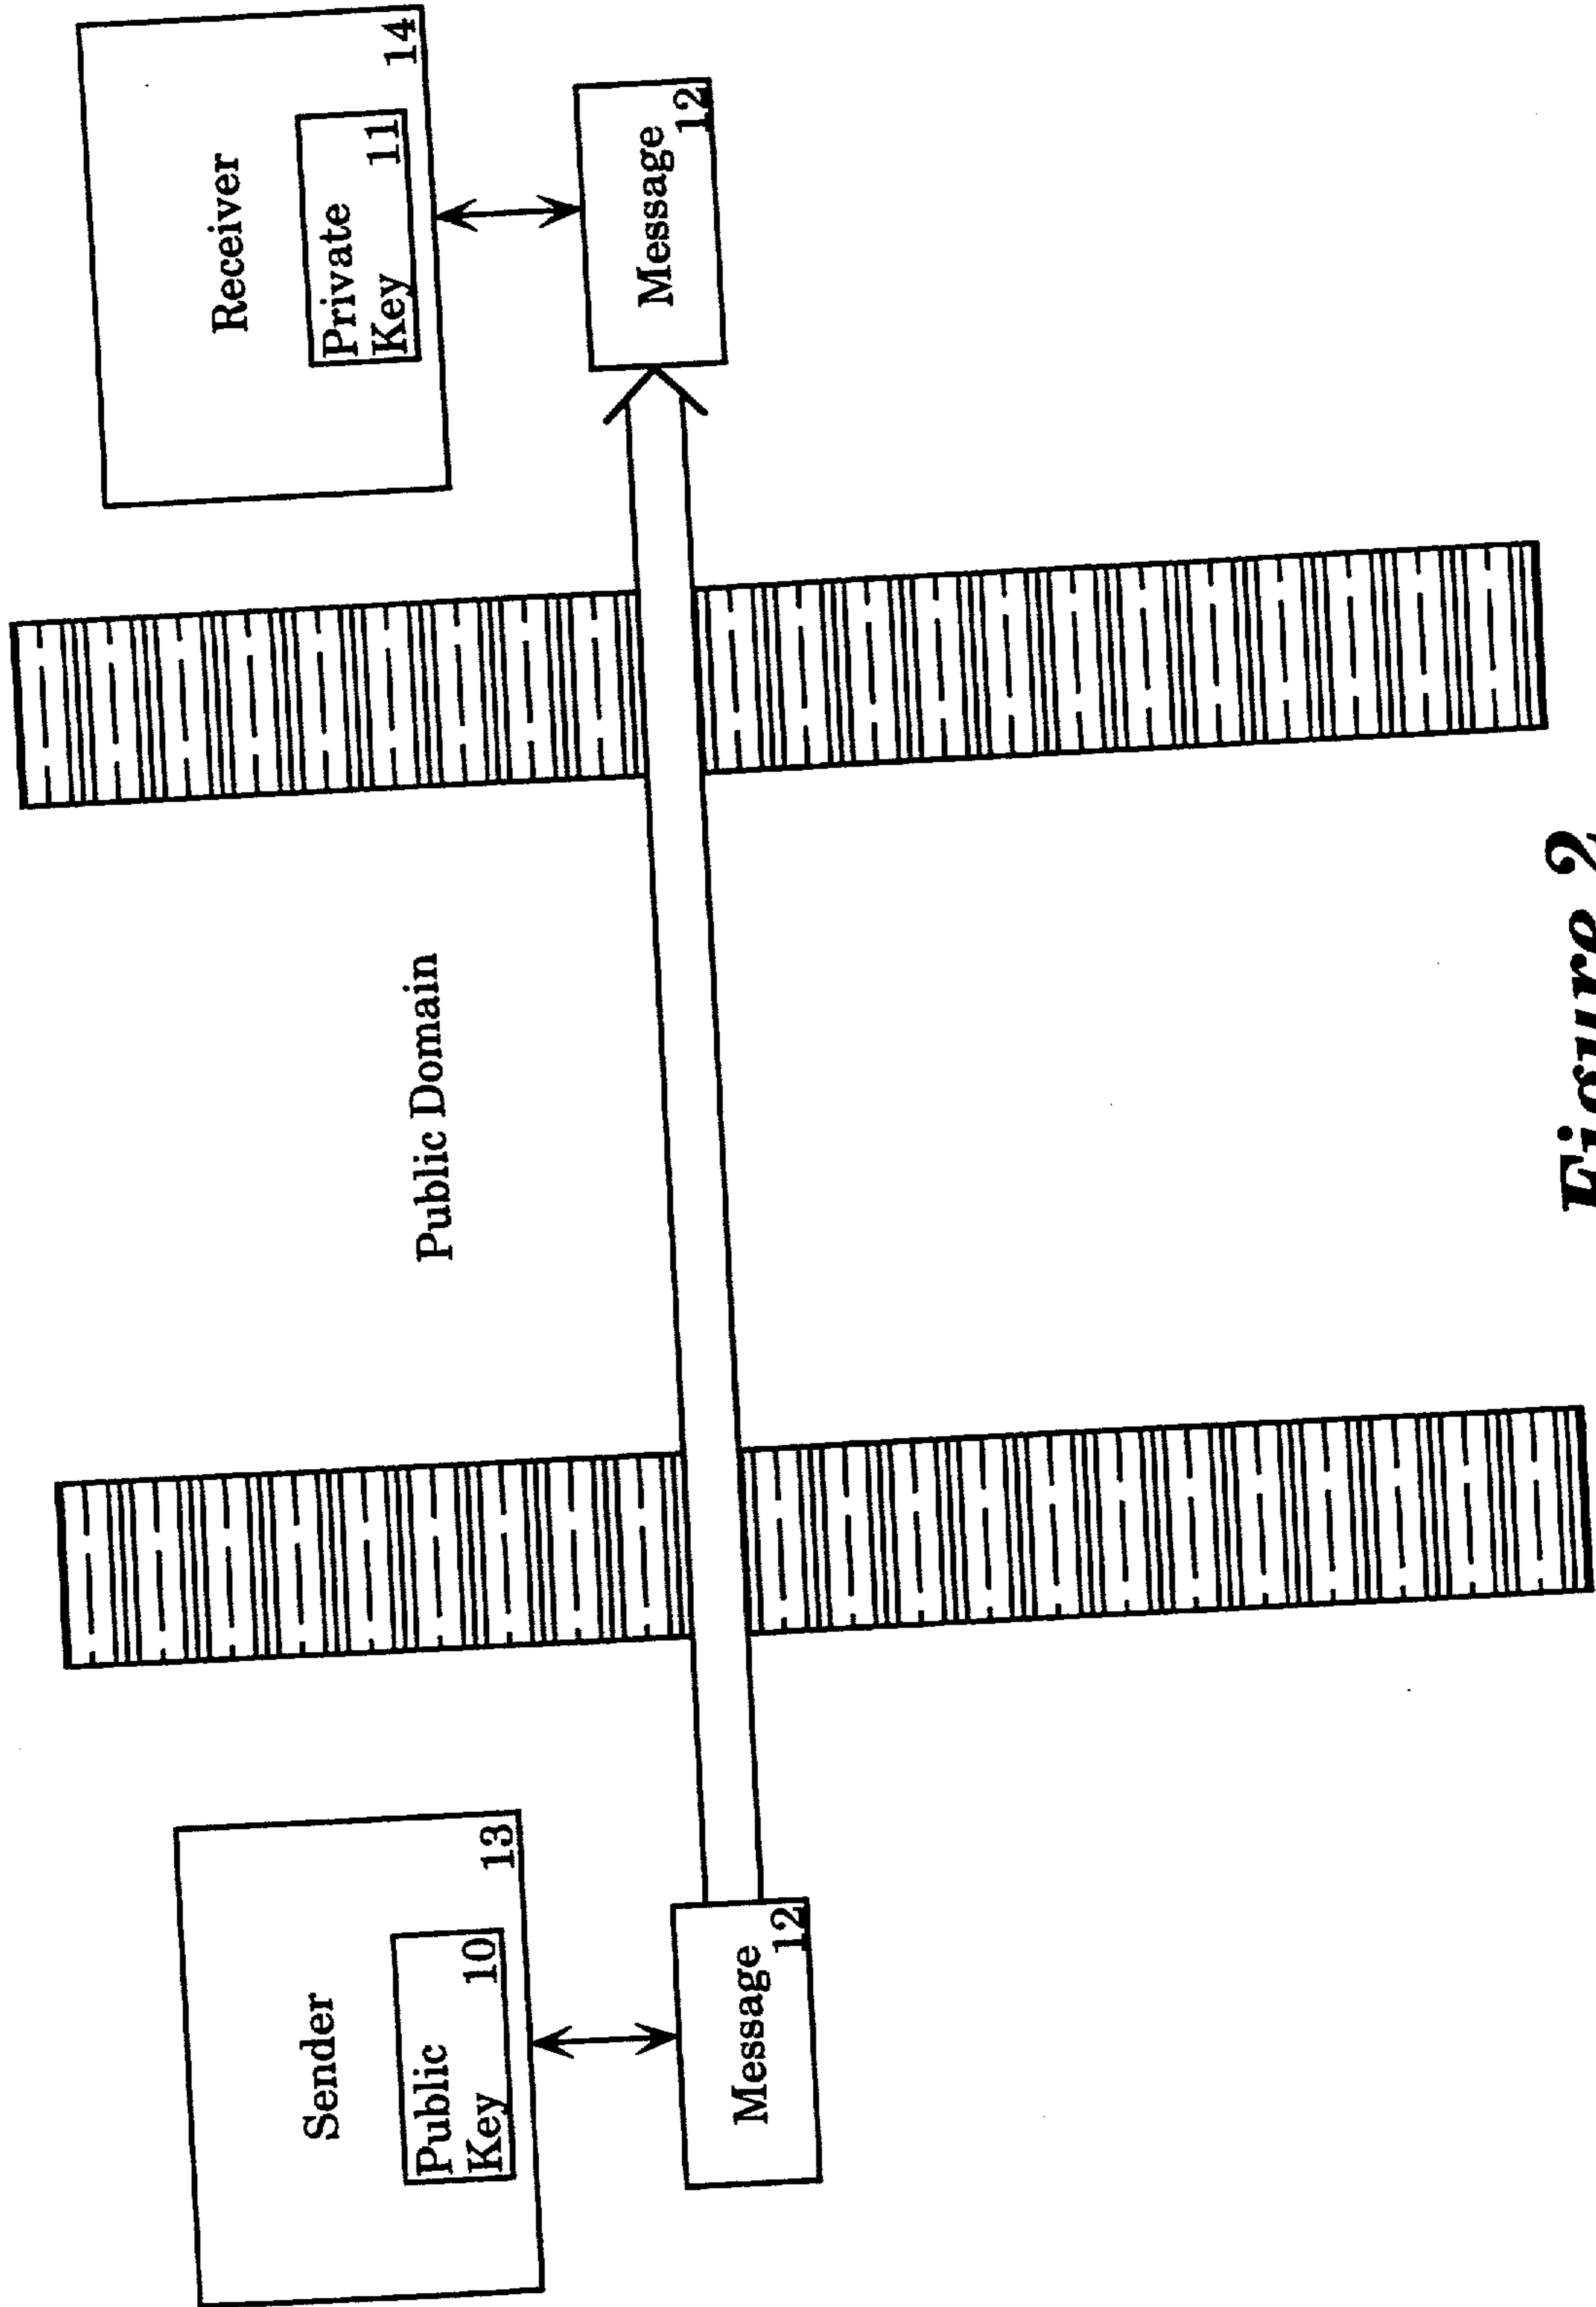 Sender
Public
Key 10
13
Message
12
Public Domain
Receiver
Private
Key 11
14
Message
12
Figure 2